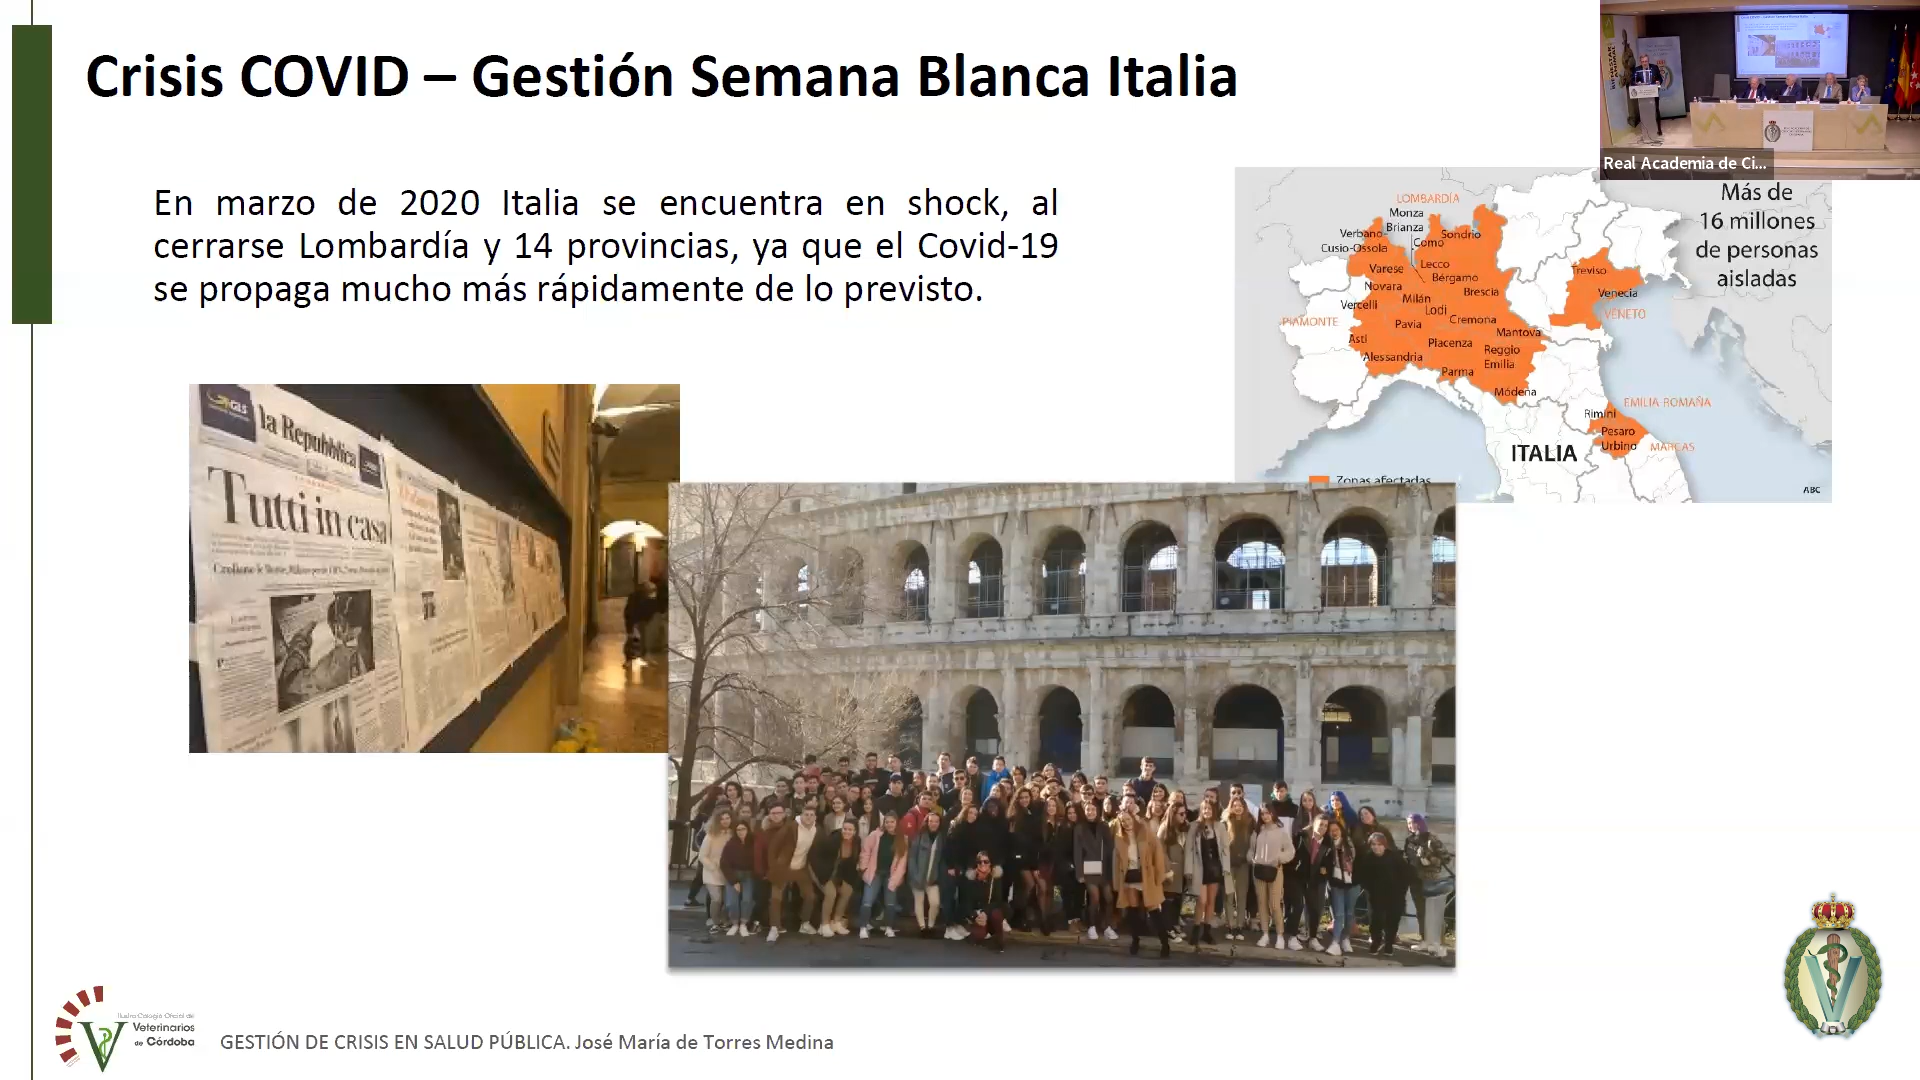 Crisis COVID – Gestión Semana Blanca Italia
Real Academia de Ci...
En marzo de 2020 Italia se encuentra en shock, al
cerrarse Lombardía y 14 provincias, ya que el Covid-19
se propaga mucho más rápidamente de lo previsto.
Más de
16 millones
de personas
aisladas
LOMBARDÍA
Monza
Brianza
Verbano-
Cusio-Ossola
Como
Sondrio
Varese
Lecco
Bérgamo
Novara
Milán
Brescia
Vercelli
Lodi
Pavia
Cremona
Mantova
PIAMONTE
Asti
Placenza
Reggio
Emilia
Alessandria
Parma
Módena
Treviso
Venecia
VENETO
EMILIA ROMAÑA
Rimini
Pesaro
Urbino
MARCAS
ITALIA
Zonas afectadas
ABC
la Repubblica
Tutti in casa
Ilustre Colegio Oficial de
Veterinarios
de Córdoba
GESTIÓN DE CRISIS EN SALUD PÚBLICA. José María de Torres Medina